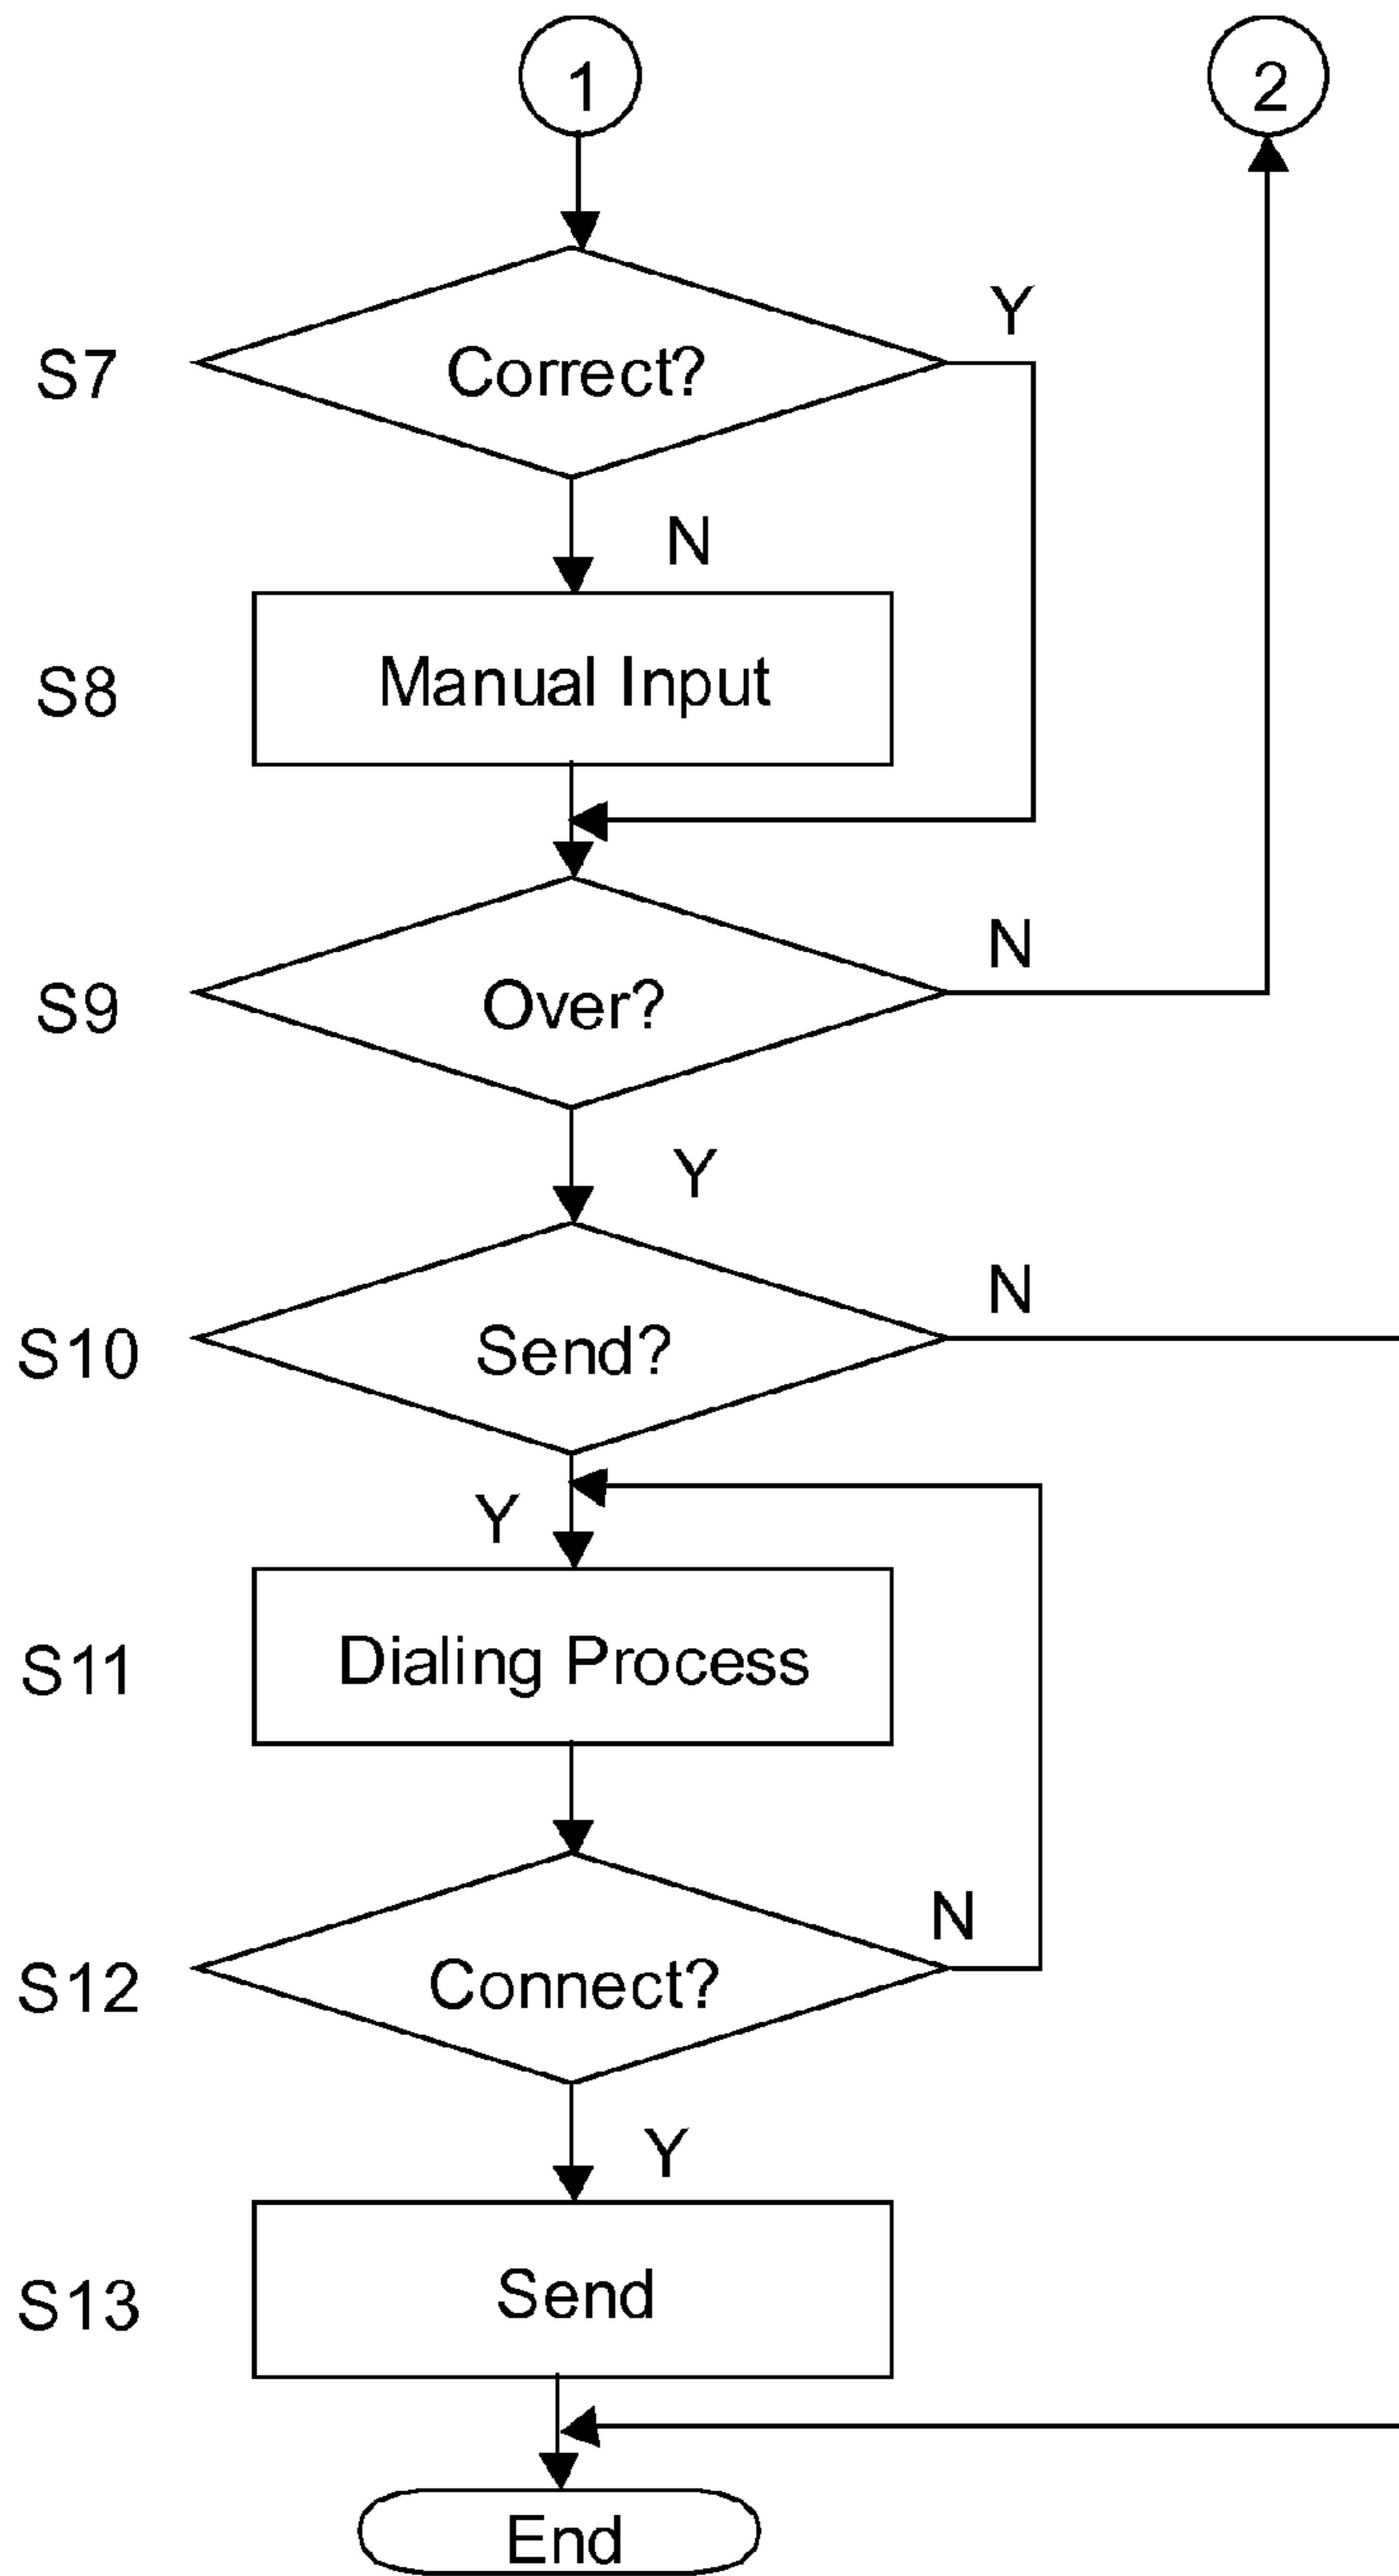 1
2
S7
Correct?
Y
N
S8
Manual Input
S9
Over?
N
Y
S10
Send?
N
Y
S11
Dialing Process
S12
Connect?
N
Y
S13
Send
End